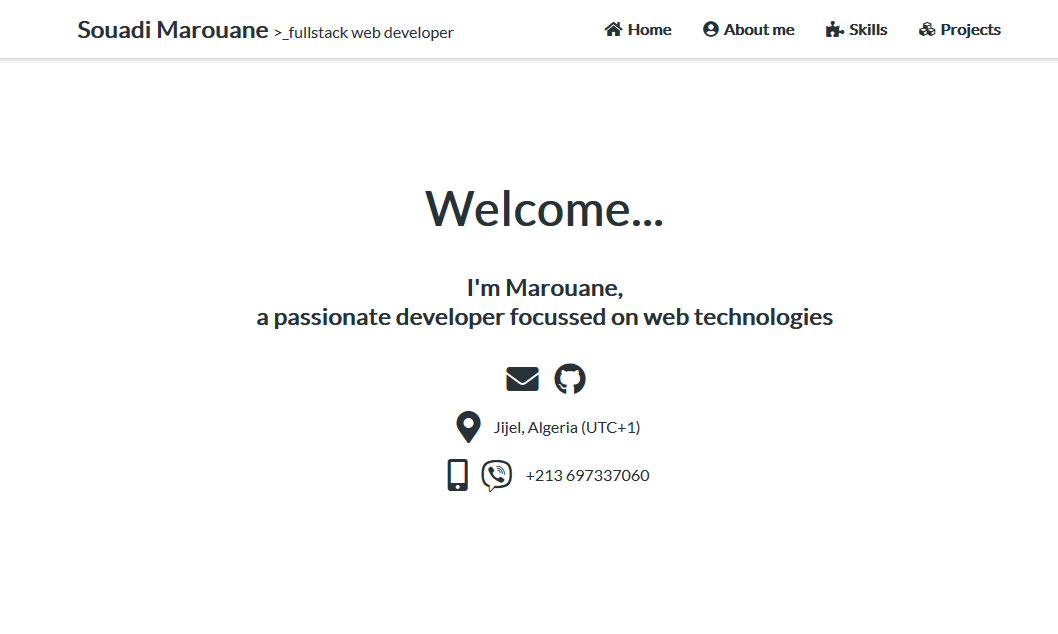 Souadi Marouane >_fullstack web developer
Home About me Skills Projects
Welcome...
I'm Marouane,
a passionate developer focussed on web technologies
Jijel, Algeria (UTC+1)
+213 697337060